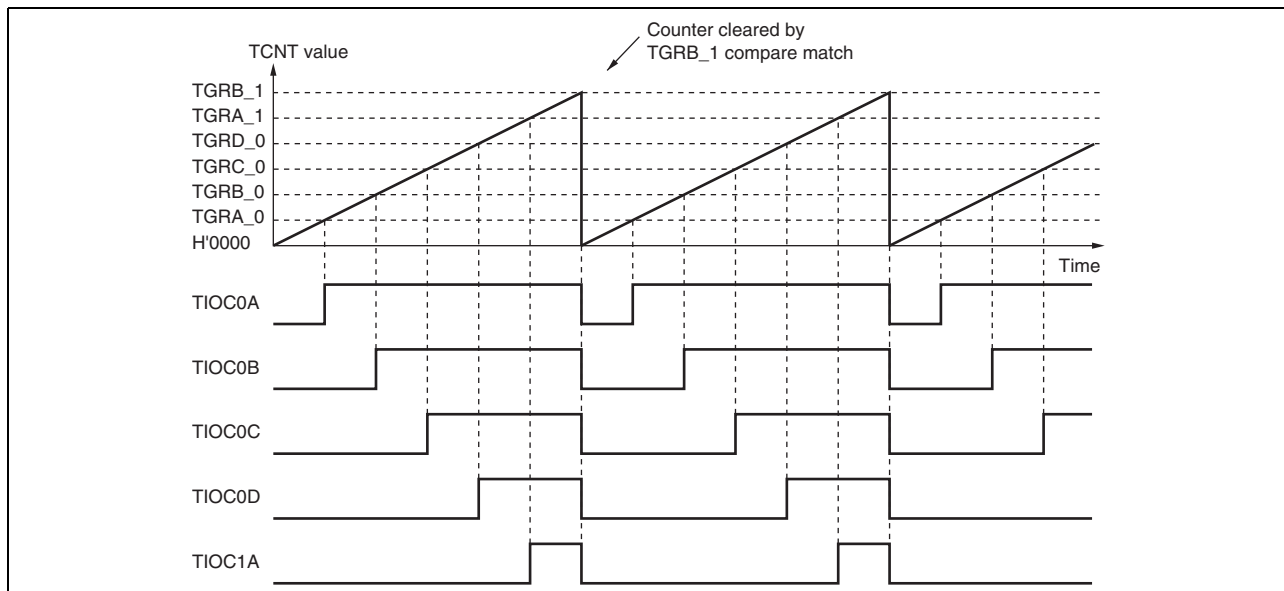 Counter cleared by
TGRB_1 compare match
TCNT value
TGRB_1
TGRA_1
TGRD_0
TGRC_0
TGRB_0
TGRA_0
H'0000
Time
TIOC0A
TIOC0B
TIOC0C
TIOC0D
TIOC1A